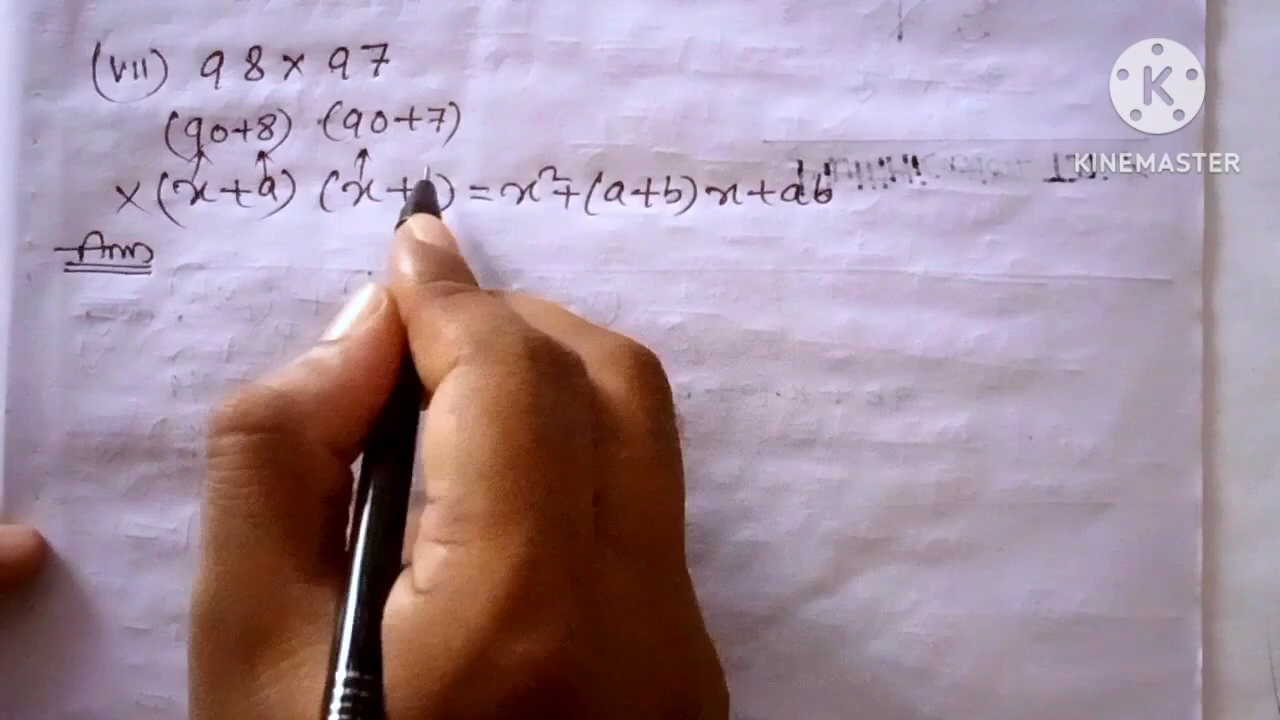 (VII) 98 × 97
(90+8) (90+7)
× (x + a) (x + ) = x² + (a+b) x + ab
Ans
K
KINEMASTER